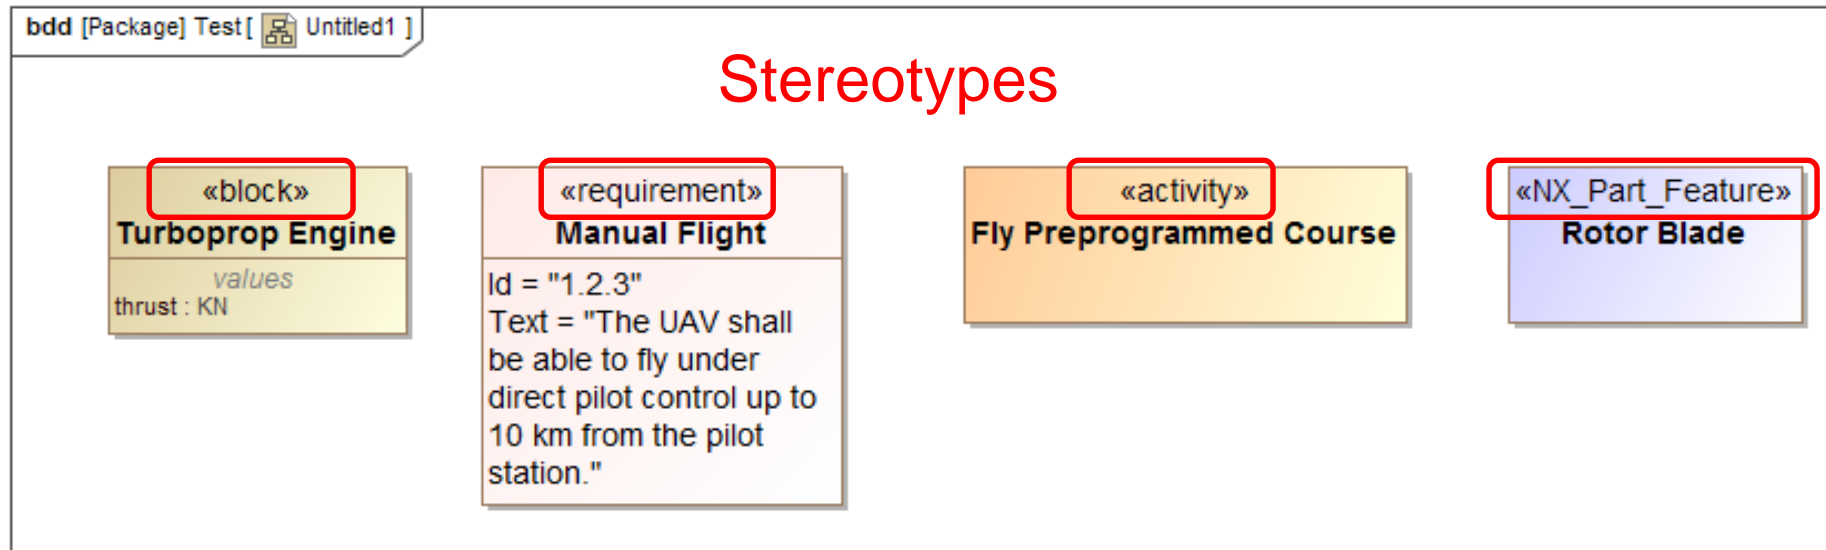 bdd [Package] Test [ Untitled1 ]
Stereotypes
«block»
Turboprop Engine
values
thrust : KN
«requirement»
Manual Flight
Id = "1.2.3"
Text = "The UAV shall
be able to fly under
direct pilot control up to
10 km from the pilot
station."
«activity»
Fly Preprogrammed Course
«NX_Part_Feature»
Rotor Blade